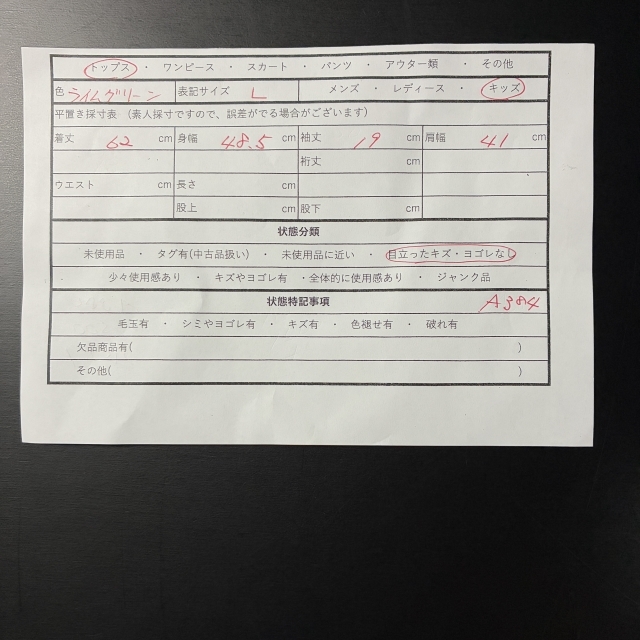 トップス ・ ワンピース ・ スカート ・ パンツ ・ アウター類 ・ その他
色 ライムグリーン 表記サイズ L メンズ ・ レディース ・ キッズ
平置き採寸表 (素人採寸ですので、誤差がでる場合がございます)
着丈 62 cm 身幅 48.5 cm 袖丈 19 cm 肩幅 41 cm
cm 裄丈 cm
ウエスト cm 長さ cm
股上 cm 股下 cm
状態分類
未使用品 ・ タグ有(中古品扱い) ・ 未使用品に近い ・ 目立ったキズ・ヨゴレなし
少々使用感あり ・ キズやヨゴレ有 ・全体的に使用感あり ・ ジャンク品
状態特記事項 A384
毛玉有 ・ シミやヨゴレ有 ・ キズ有 ・ 色褪せ有 ・ 破れ有
欠品商品有( )
その他( )